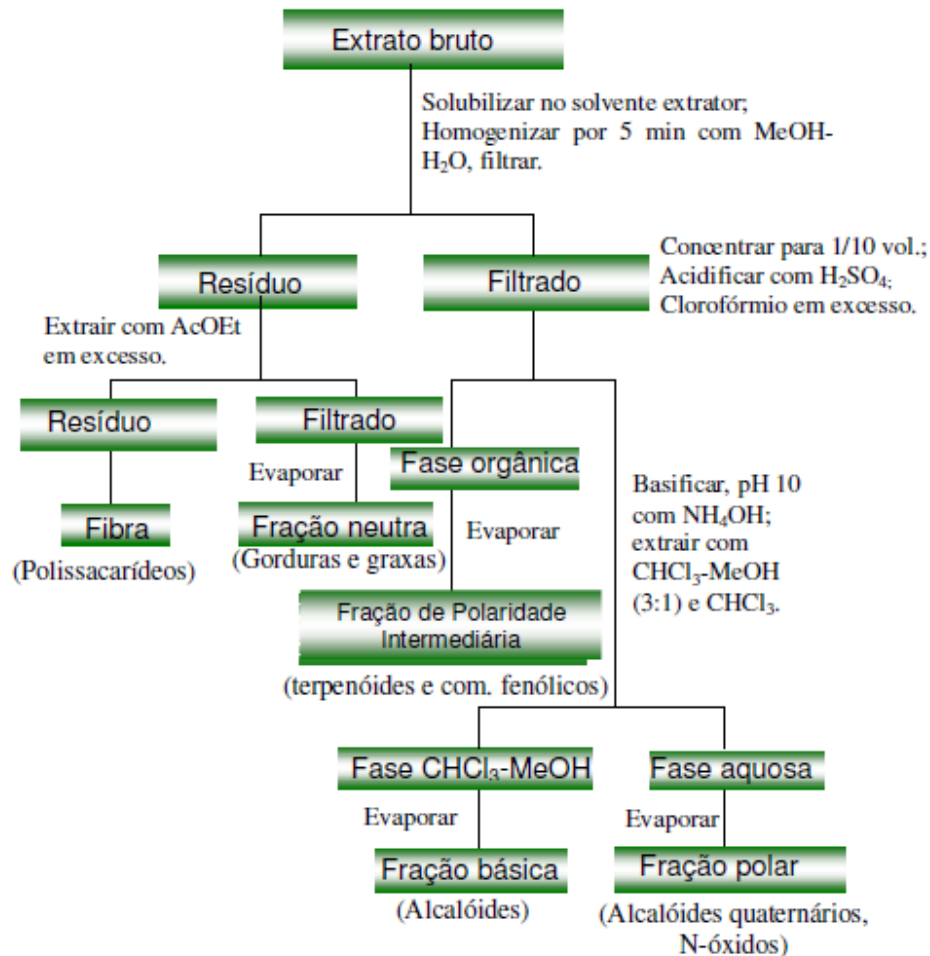 Extrato bruto
Solubilizar no solvente extrator;
Homogenizar por 5 min com MeOH-
H₂O, filtrar.
Resíduo
Filtrado
Concentrar para 1/10 vol.;
Acidificar com H₂SO₄;
Clorofórmio em excesso.
Extrair com AcOEt
em excesso.
Resíduo
Filtrado
Evaporar
Fibra
(Polissacarídeos)
Fração neutra
(Gorduras e graxas)
Fase orgânica
Evaporar
Fração de Polaridade
Intermediária
(terpenóides e com. fenólicos)
Basificar, pH 10
com NH₄OH;
extrair com
CHCl₃-MeOH
(3:1) e CHCl₃.
Fase CHCl₃-MeOH
Evaporar
Fração básica
(Alcalóides)
Fase aquosa
Evaporar
Fração polar
(Alcalóides quaternários,
N-óxidos)